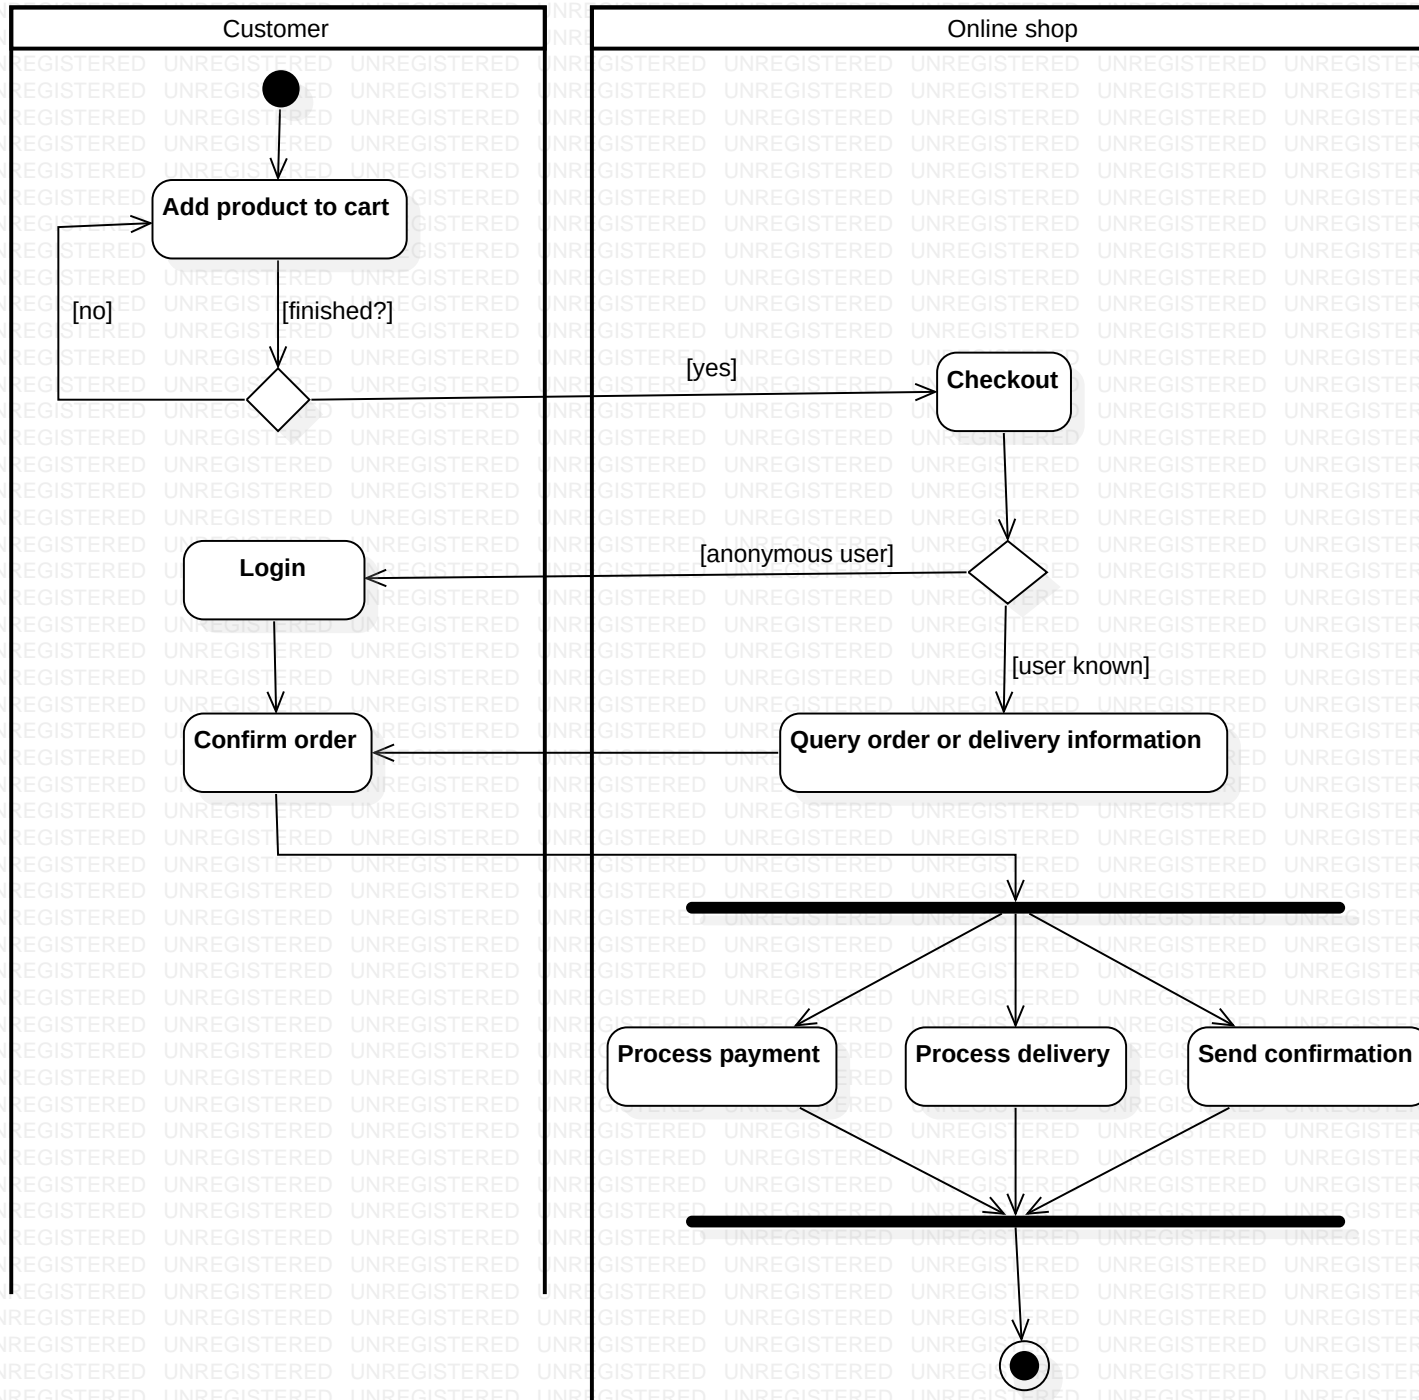 Customer
Online shop
Add product to cart
[no]
[finished?]
[yes]
Checkout
Login
[anonymous user]
[user known]
Confirm order
Query order or delivery information
Process payment
Process delivery
Send confirmation
UNREGISTERED